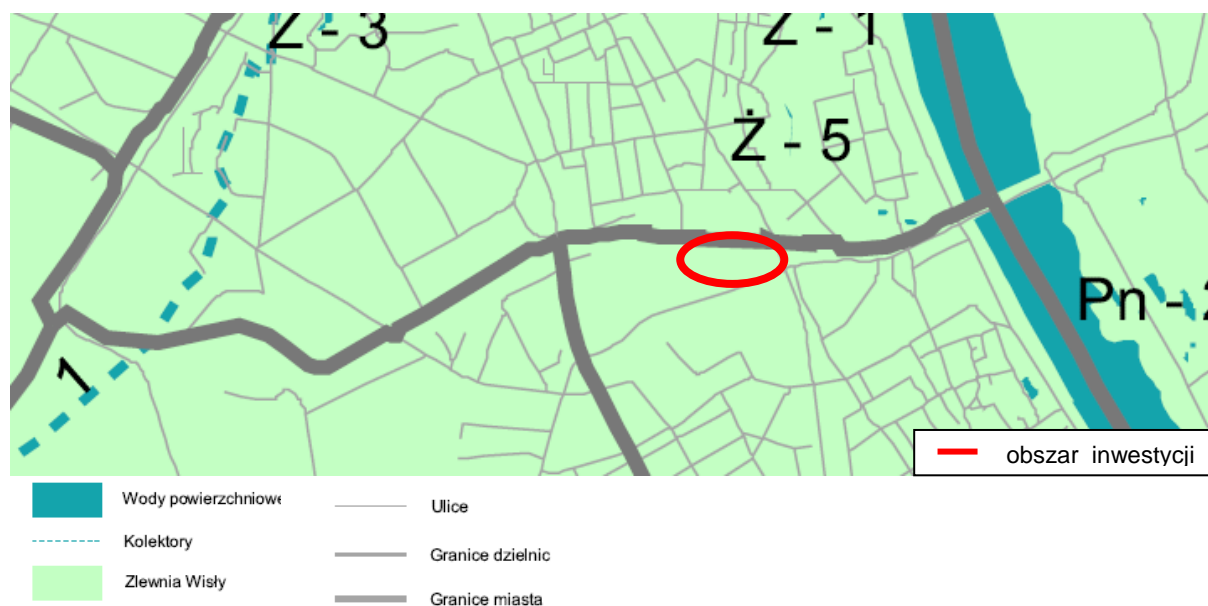 Ż - 3
Ż - 1
Ż - 5
Pn - 2
1
obszar inwestycji
Wody powierzchniowe
Kolektory
Zlewnia Wisły
Ulice
Granice dzielnic
Granice miasta